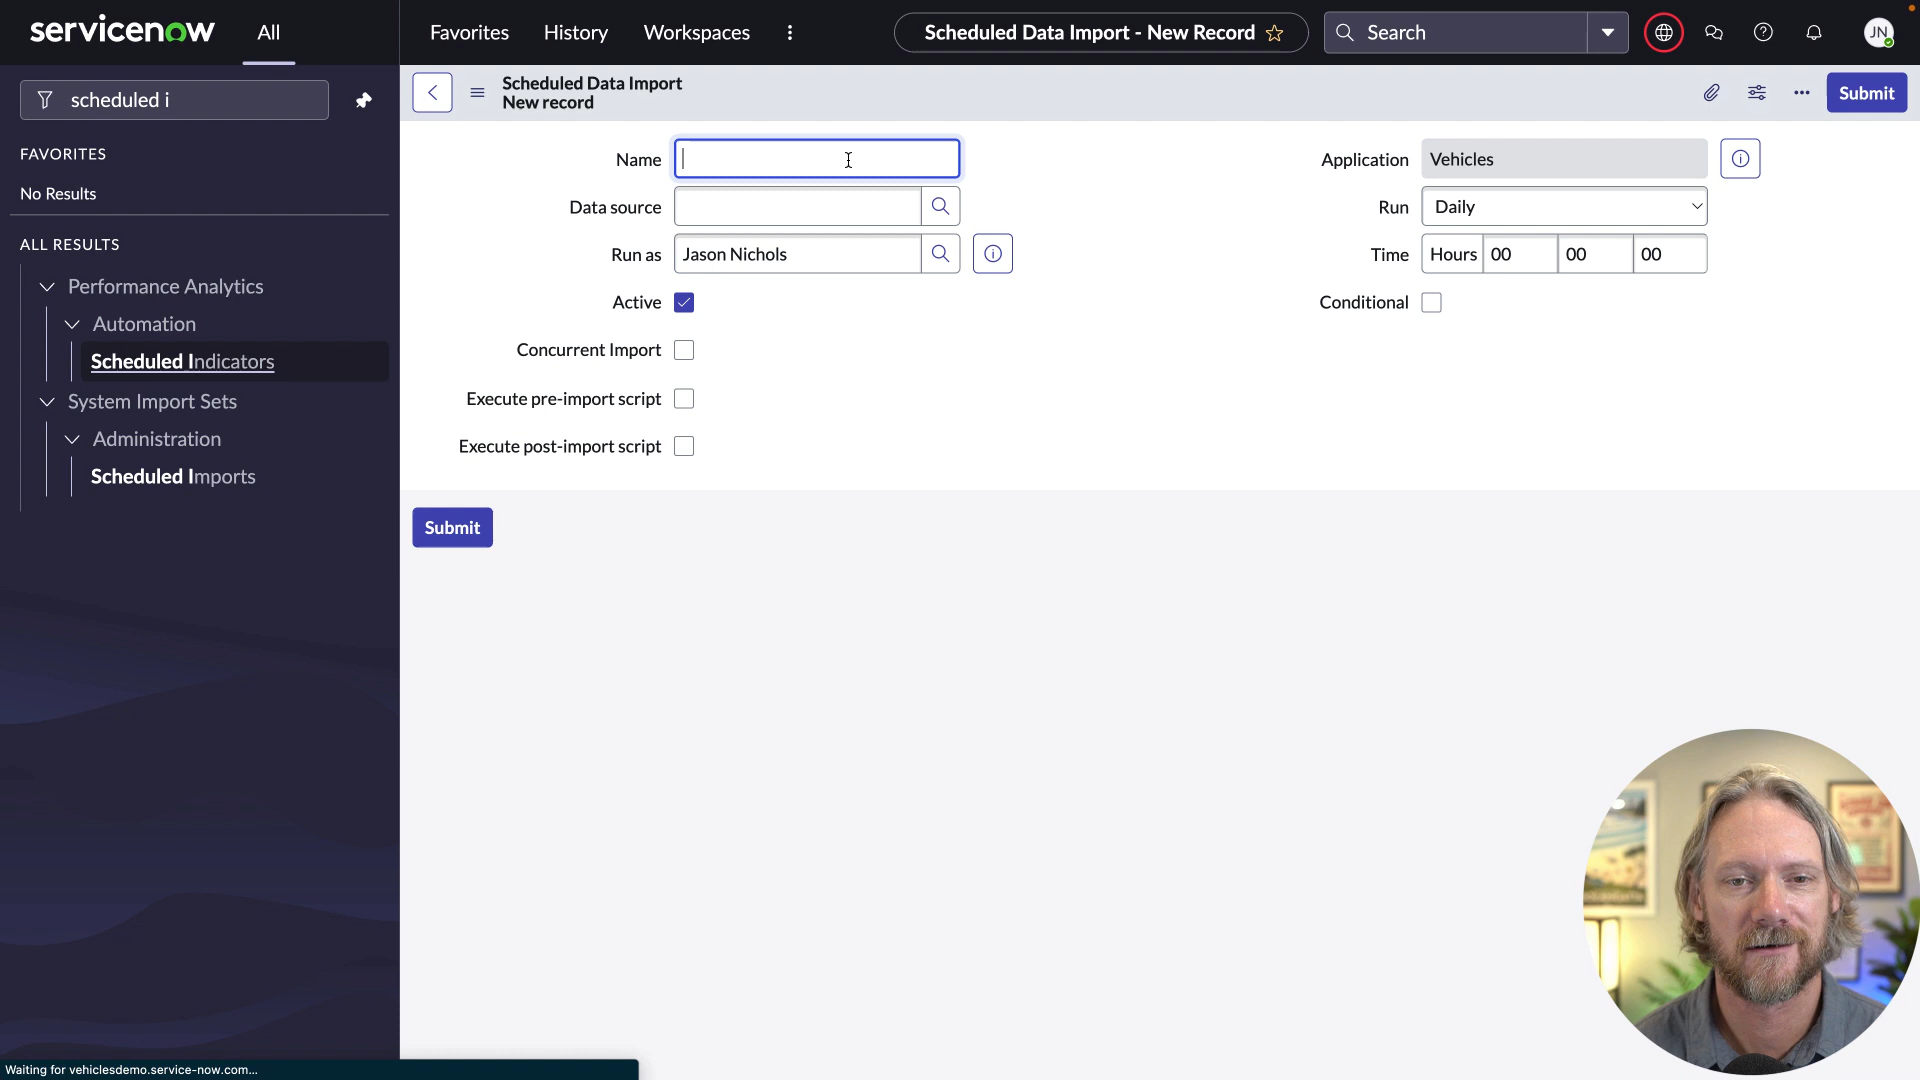 servicenow
All
Favorites
History
Workspaces
Scheduled Data Import - New Record
Search
JN
scheduled i
Scheduled Data Import
New record
Submit
FAVORITES
No Results
ALL RESULTS
Performance Analytics
Automation
Scheduled Indicators
System Import Sets
Administration
Scheduled Imports
Name
Application
Vehicles
Data source
Run
Daily
Run as
Jason Nichols
Time
Hours 00 00 00
Active
Conditional
Concurrent Import
Execute pre-import script
Execute post-import script
Submit
Waiting for vehiclesdemo.service-now.com...